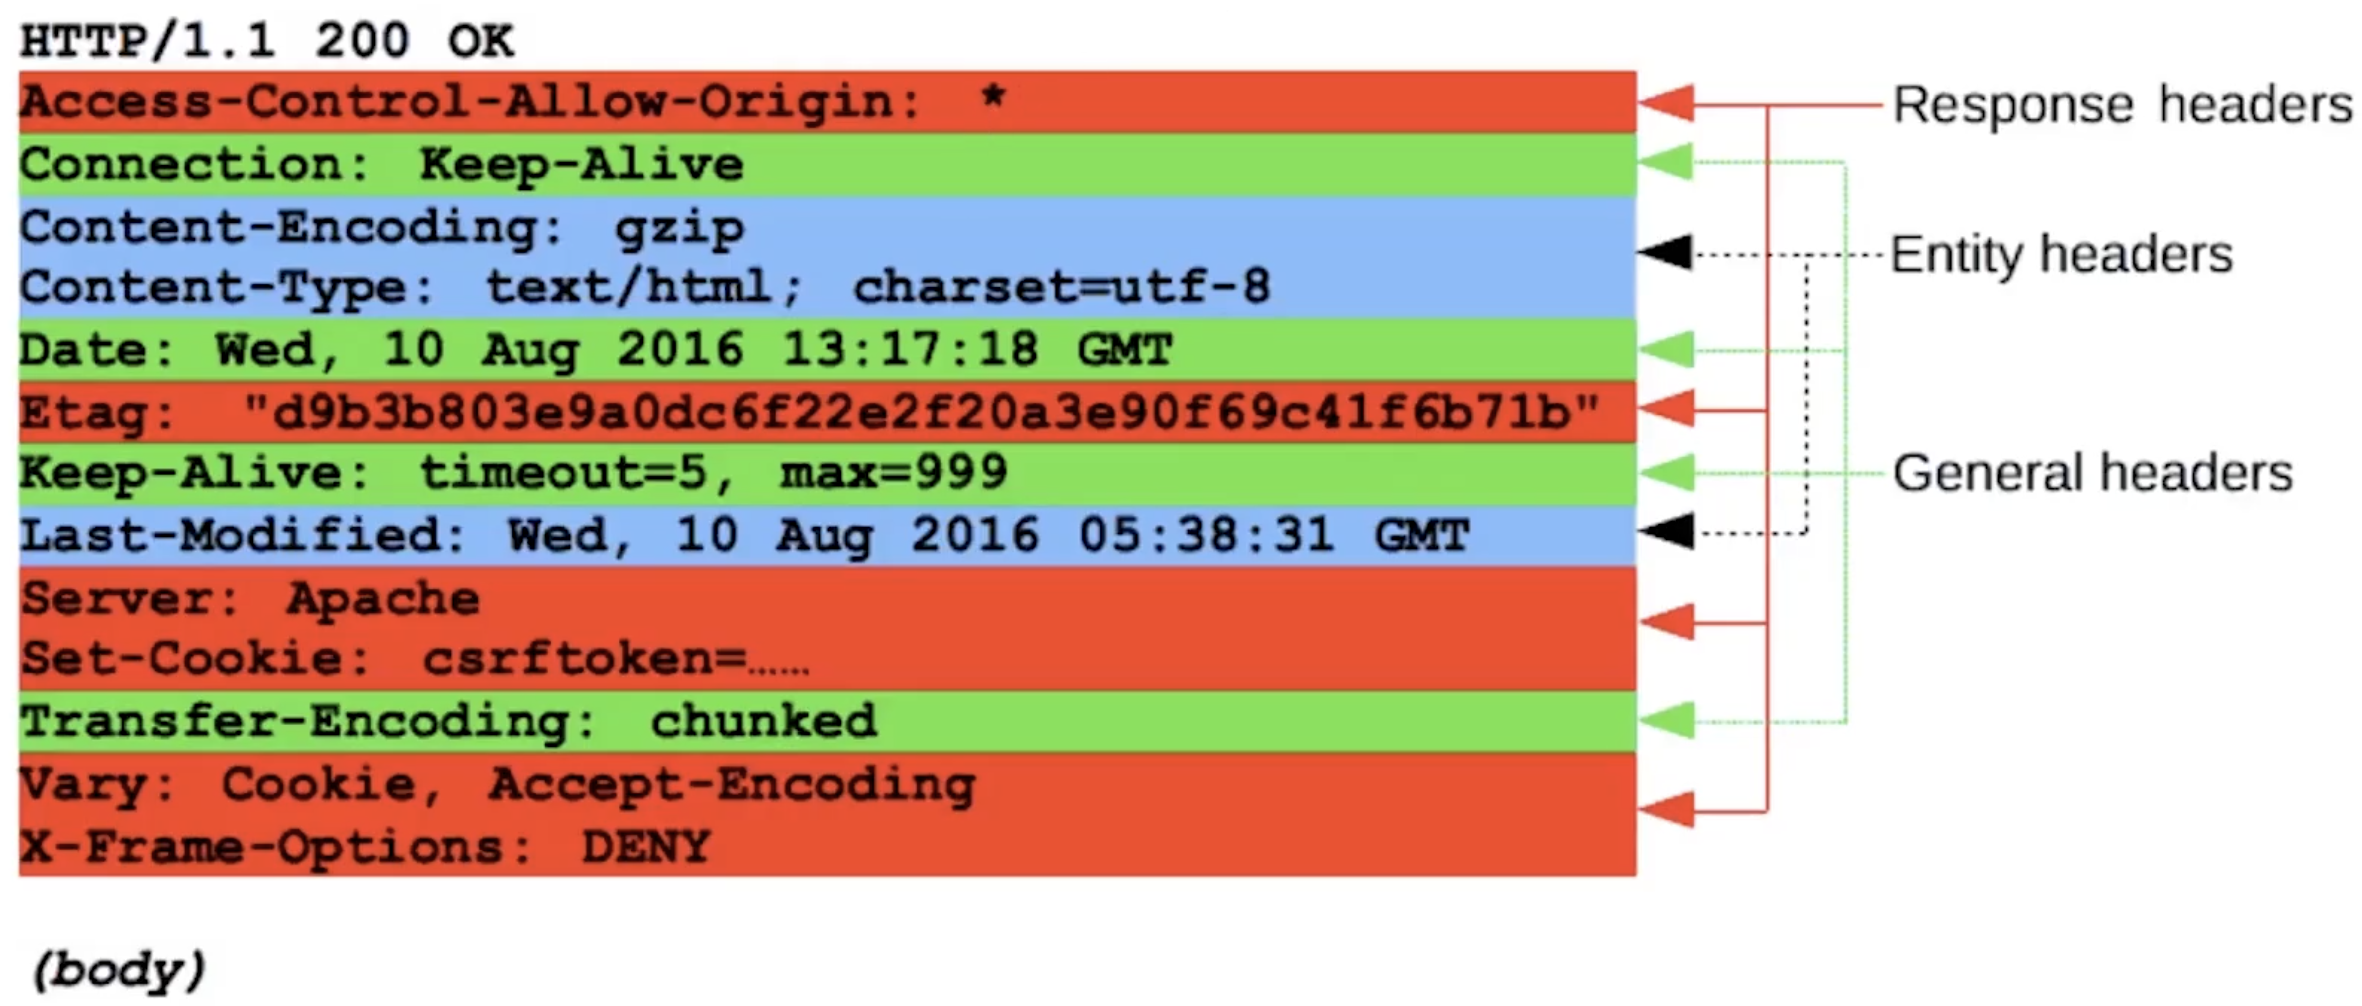 HTTP/1.1 200 OK
Access-Control-Allow-Origin: *
Response headers
Connection: Keep-Alive
Content-Encoding: gzip
Entity headers
Content-Type: text/html; charset=utf-8
Date: Wed, 10 Aug 2016 13:17:18 GMT
Etag: "d9b3b803e9a0dc6f22e2f20a3e90f69c41f6b71b"
Keep-Alive: timeout=5, max=999
General headers
Last-Modified: Wed, 10 Aug 2016 05:38:31 GMT
Server: Apache
Set-Cookie: csrftoken=……
Transfer-Encoding: chunked
Vary: Cookie, Accept-Encoding
X-Frame-Options: DENY
(body)